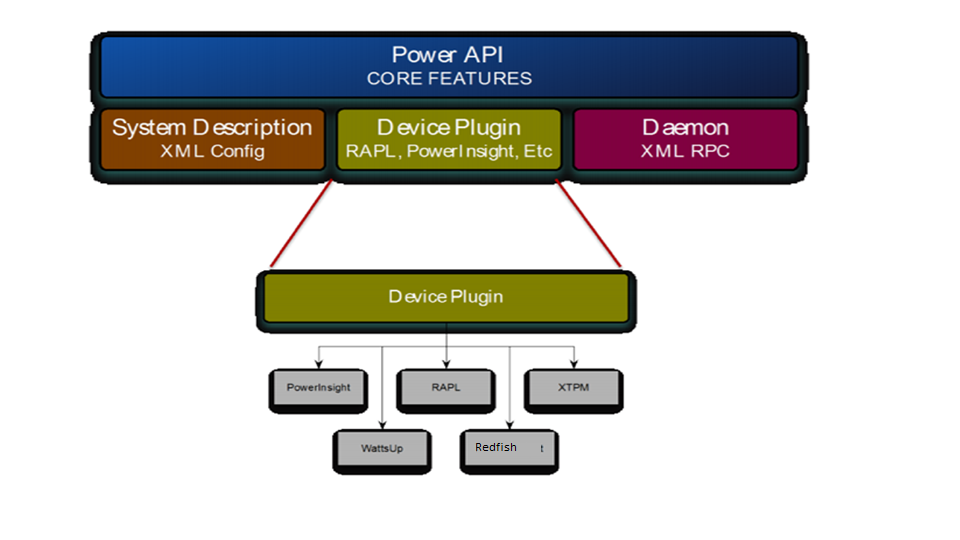 Power API
CORE FEATURES
System Description
XML Config
Device Plugin
RAPL, PowerInsight, Etc
Daemon
XML RPC
Device Plugin
PowerInsight
RAPL
XTPM
WattsUp
Redfish t